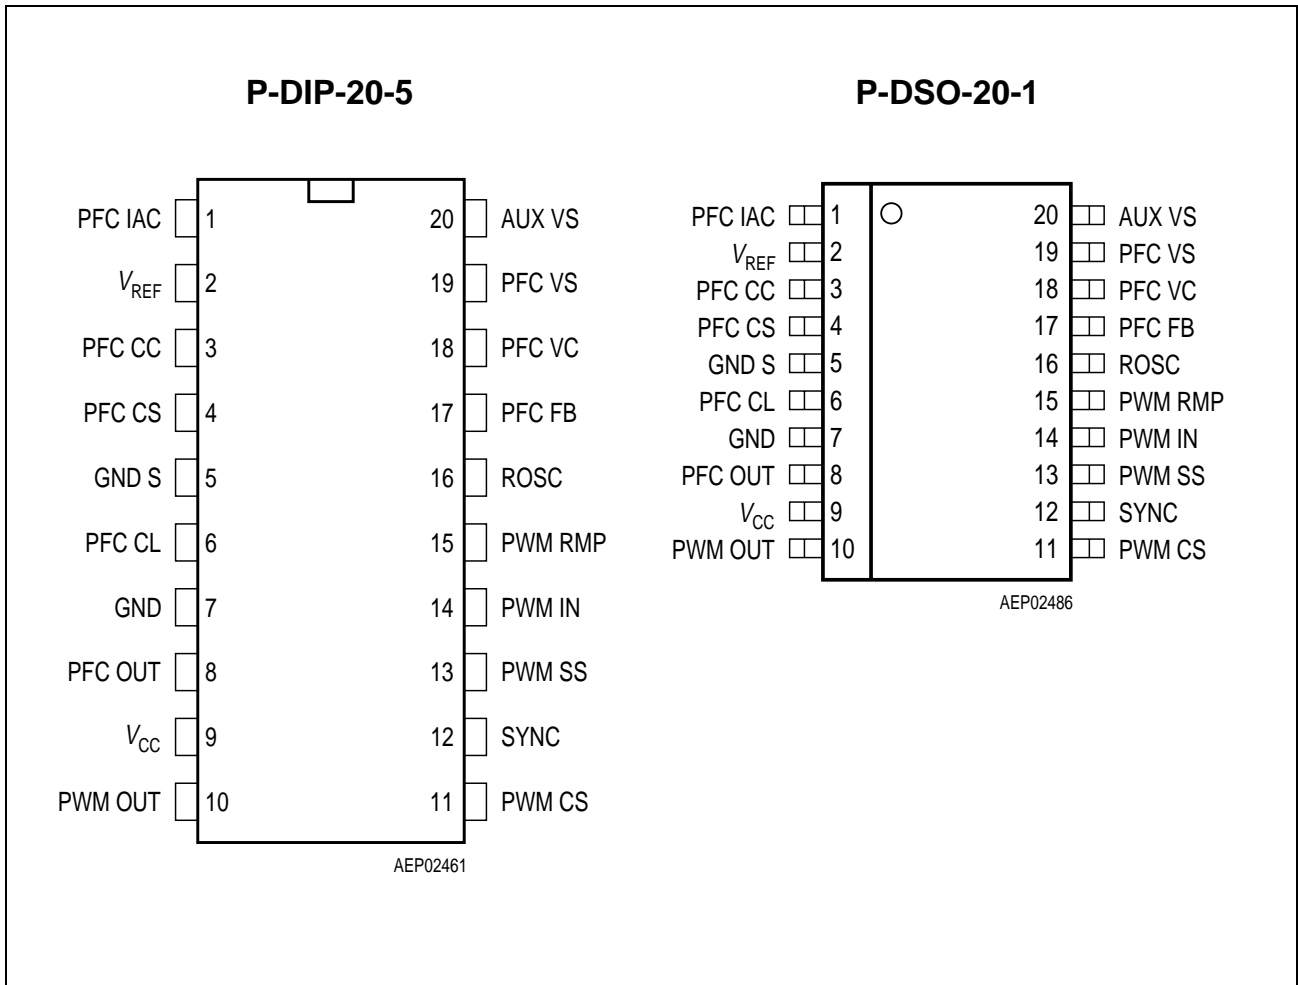 P-DIP-20-5
PFC IAC 1 20 AUX VS
VREF 2 19 PFC VS
PFC CC 3 18 PFC VC
PFC CS 4 17 PFC FB
GND S 5 16 ROSC
PFC CL 6 15 PWM RMP
GND 7 14 PWM IN
PFC OUT 8 13 PWM SS
VCC 9 12 SYNC
PWM OUT 10 11 PWM CS
AEP02461
P-DSO-20-1
PFC IAC 1 20 AUX VS
VREF 2 19 PFC VS
PFC CC 3 18 PFC VC
PFC CS 4 17 PFC FB
GND S 5 16 ROSC
PFC CL 6 15 PWM RMP
GND 7 14 PWM IN
PFC OUT 8 13 PWM SS
VCC 9 12 SYNC
PWM OUT 10 11 PWM CS
AEP02486